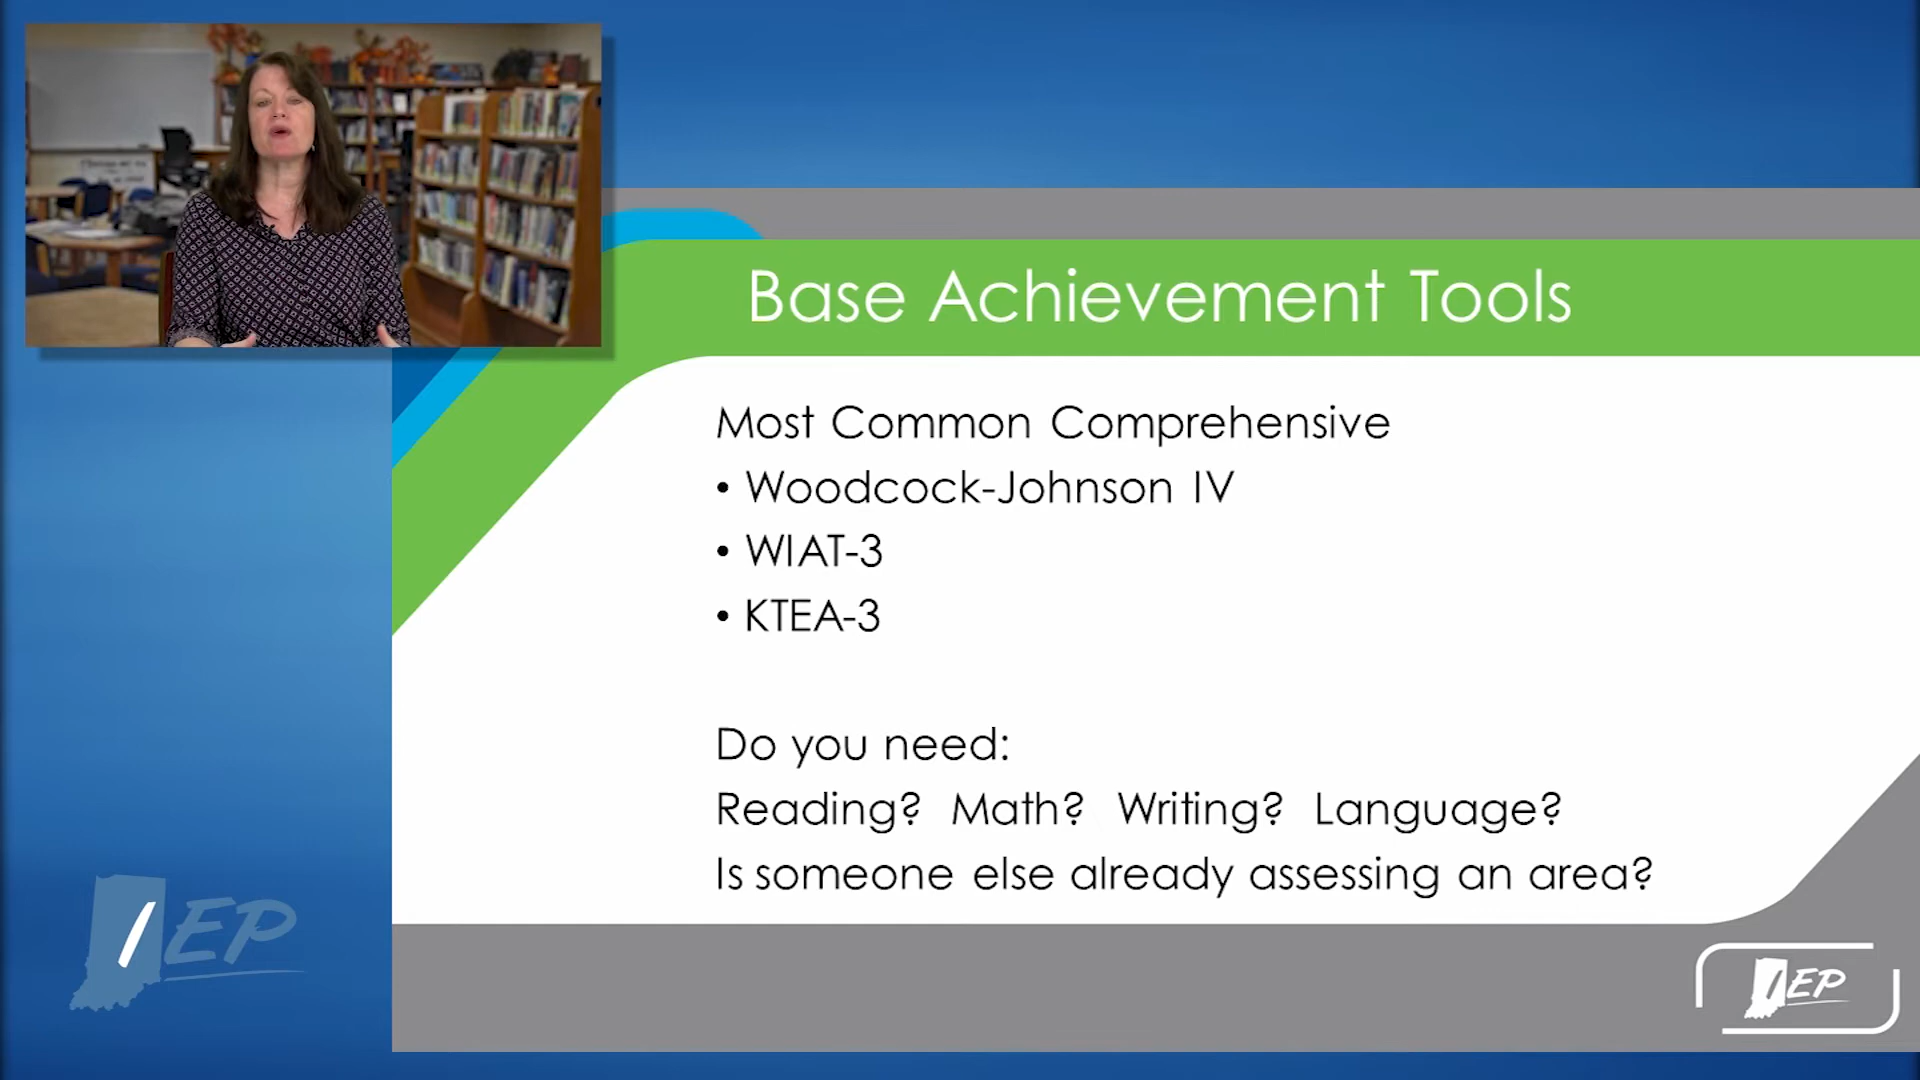 Base Achievement Tools
Most Common Comprehensive
• Woodcock-Johnson IV
• WIAT-3
• KTEA-3
Do you need:
Reading? Math? Writing? Language?
Is someone else already assessing an area?
IEP
IEP